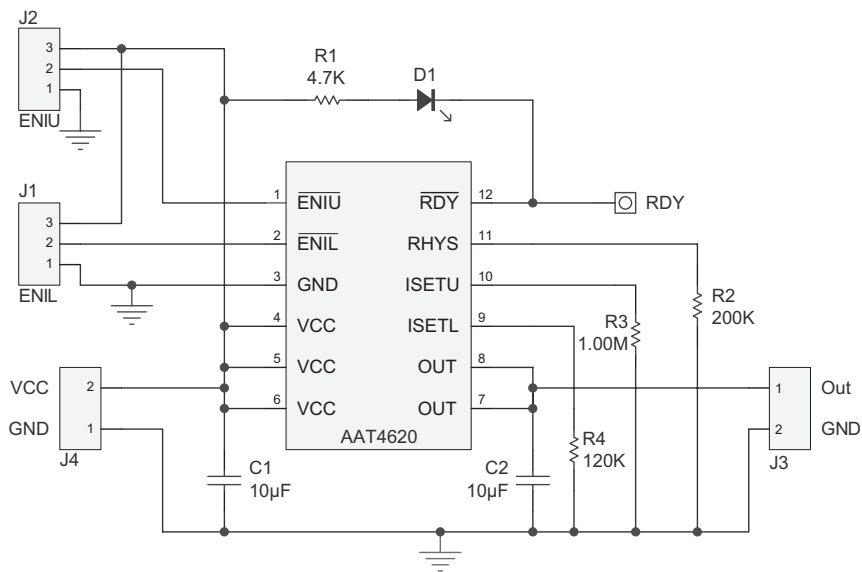 J2
3
2
1
ENIU
J1
3
2
1
ENIL
VCC 2
GND 1
J4
R1
4.7K
D1
1 ENIU
2 ENIL
3 GND
4 VCC
5 VCC
6 VCC
RDY 12
RHYS 11
ISETU 10
ISETL 9
OUT 8
OUT 7
AAT4620
RDY
R2
200K
R3
1.00M
R4
120K
C1
10µF
C2
10µF
1 Out
2 GND
J3